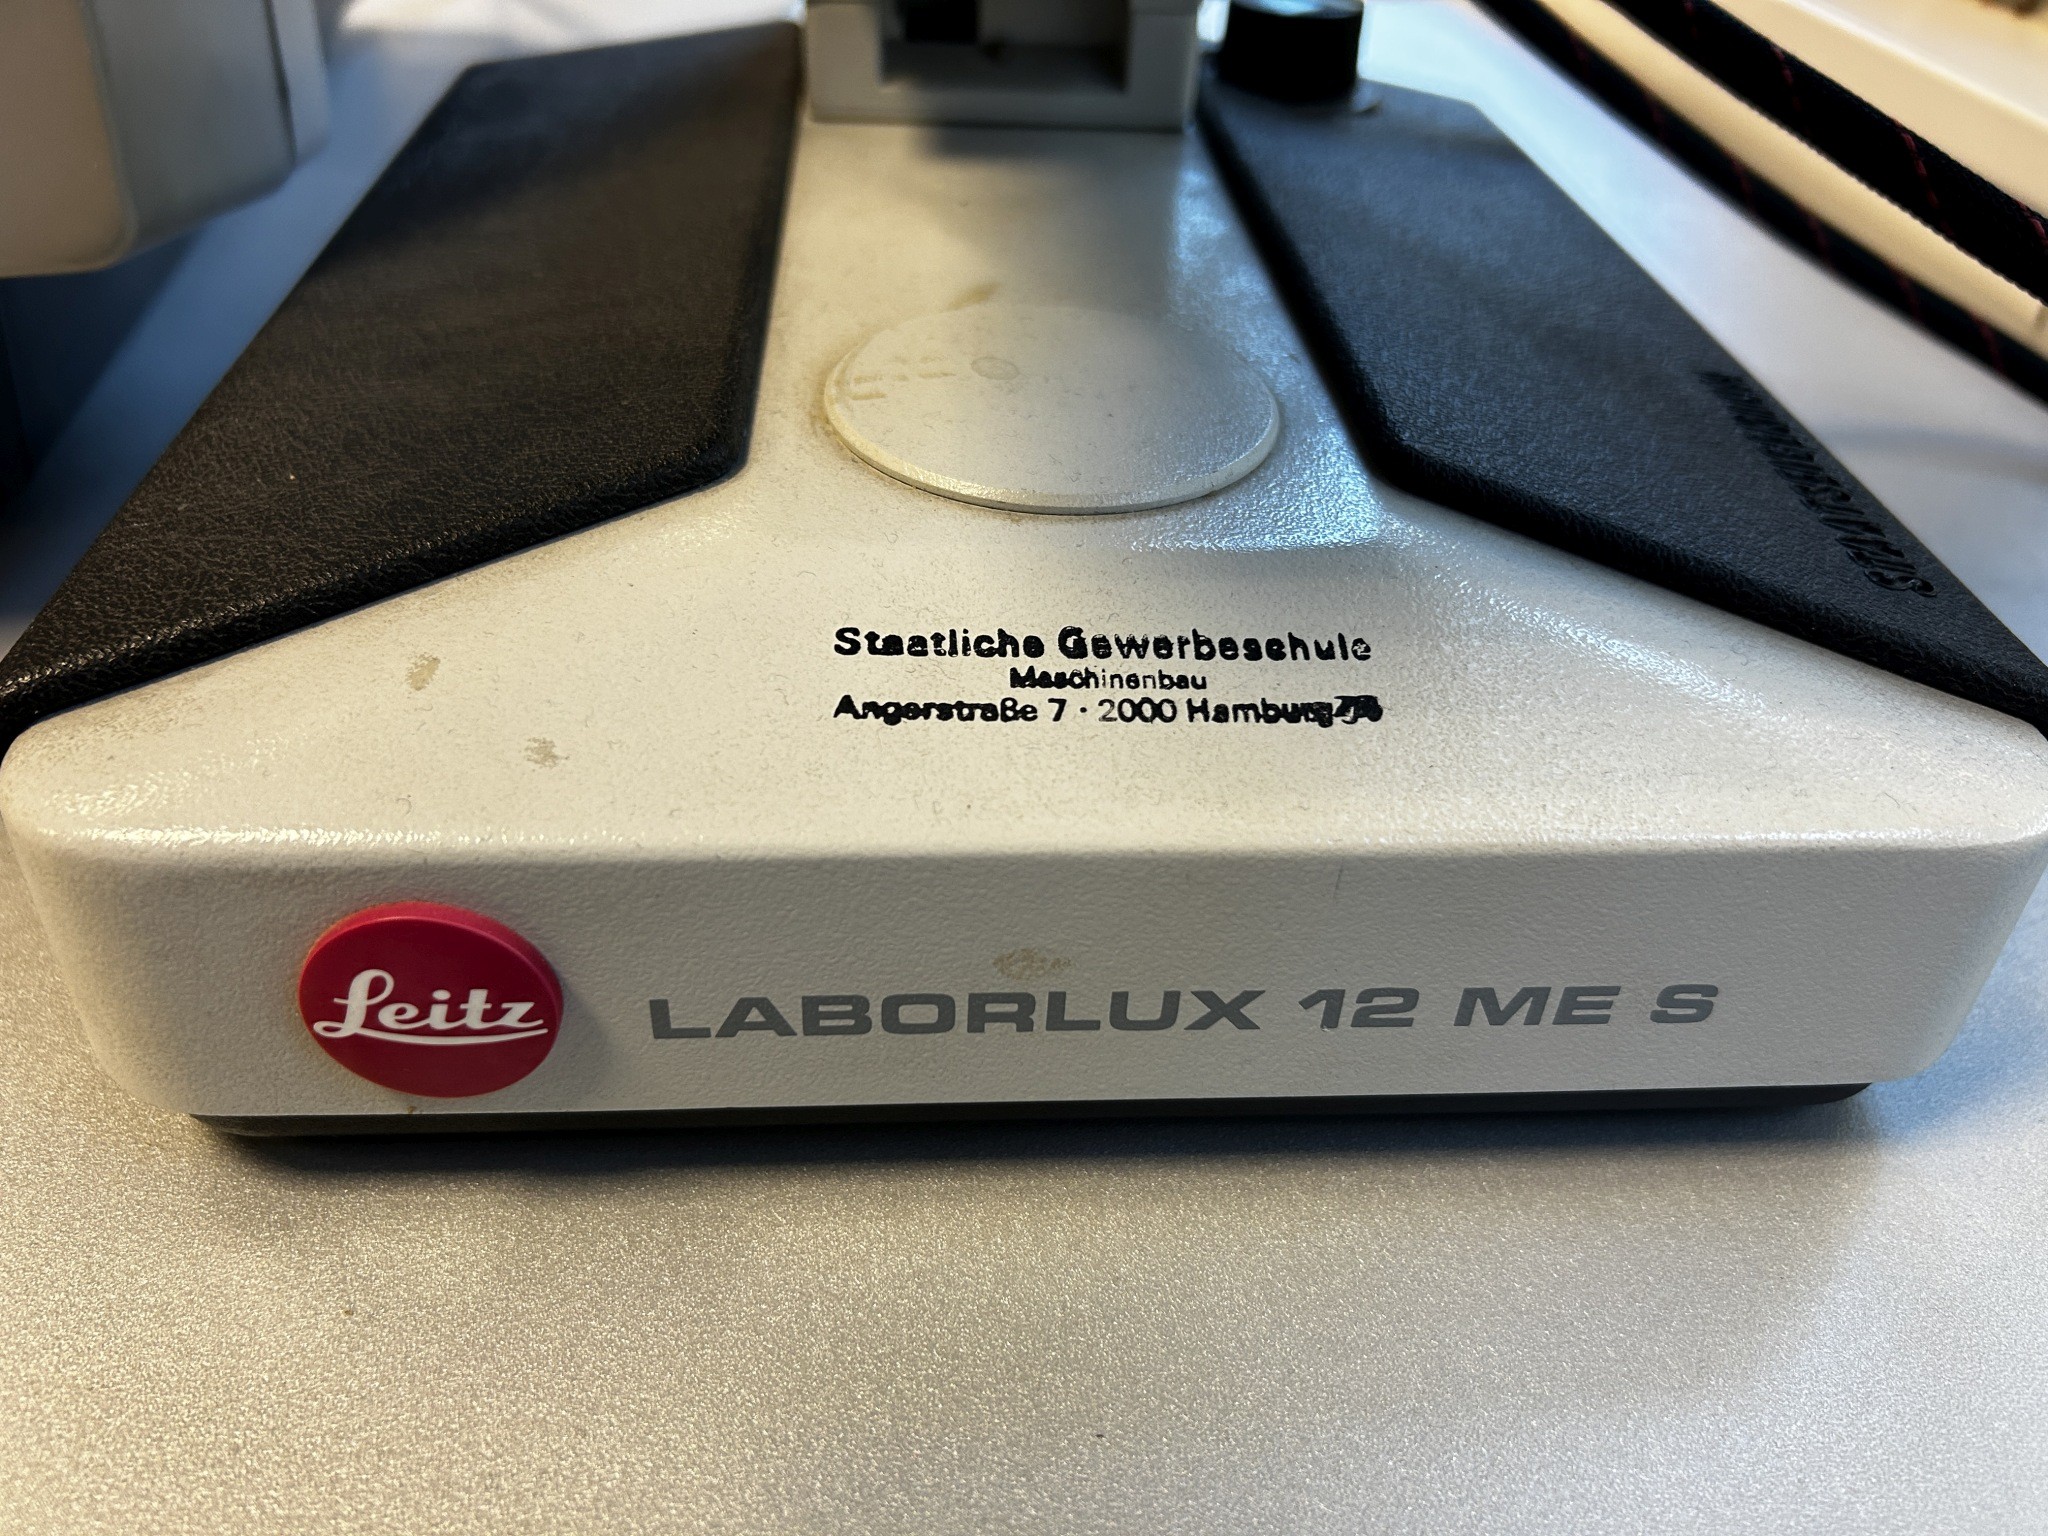 Staatliche Gewerbeschule
Maschinenbau
Angerstraße 7 · 2000 Hamburg
Leitz
LABORLUX 12 ME S